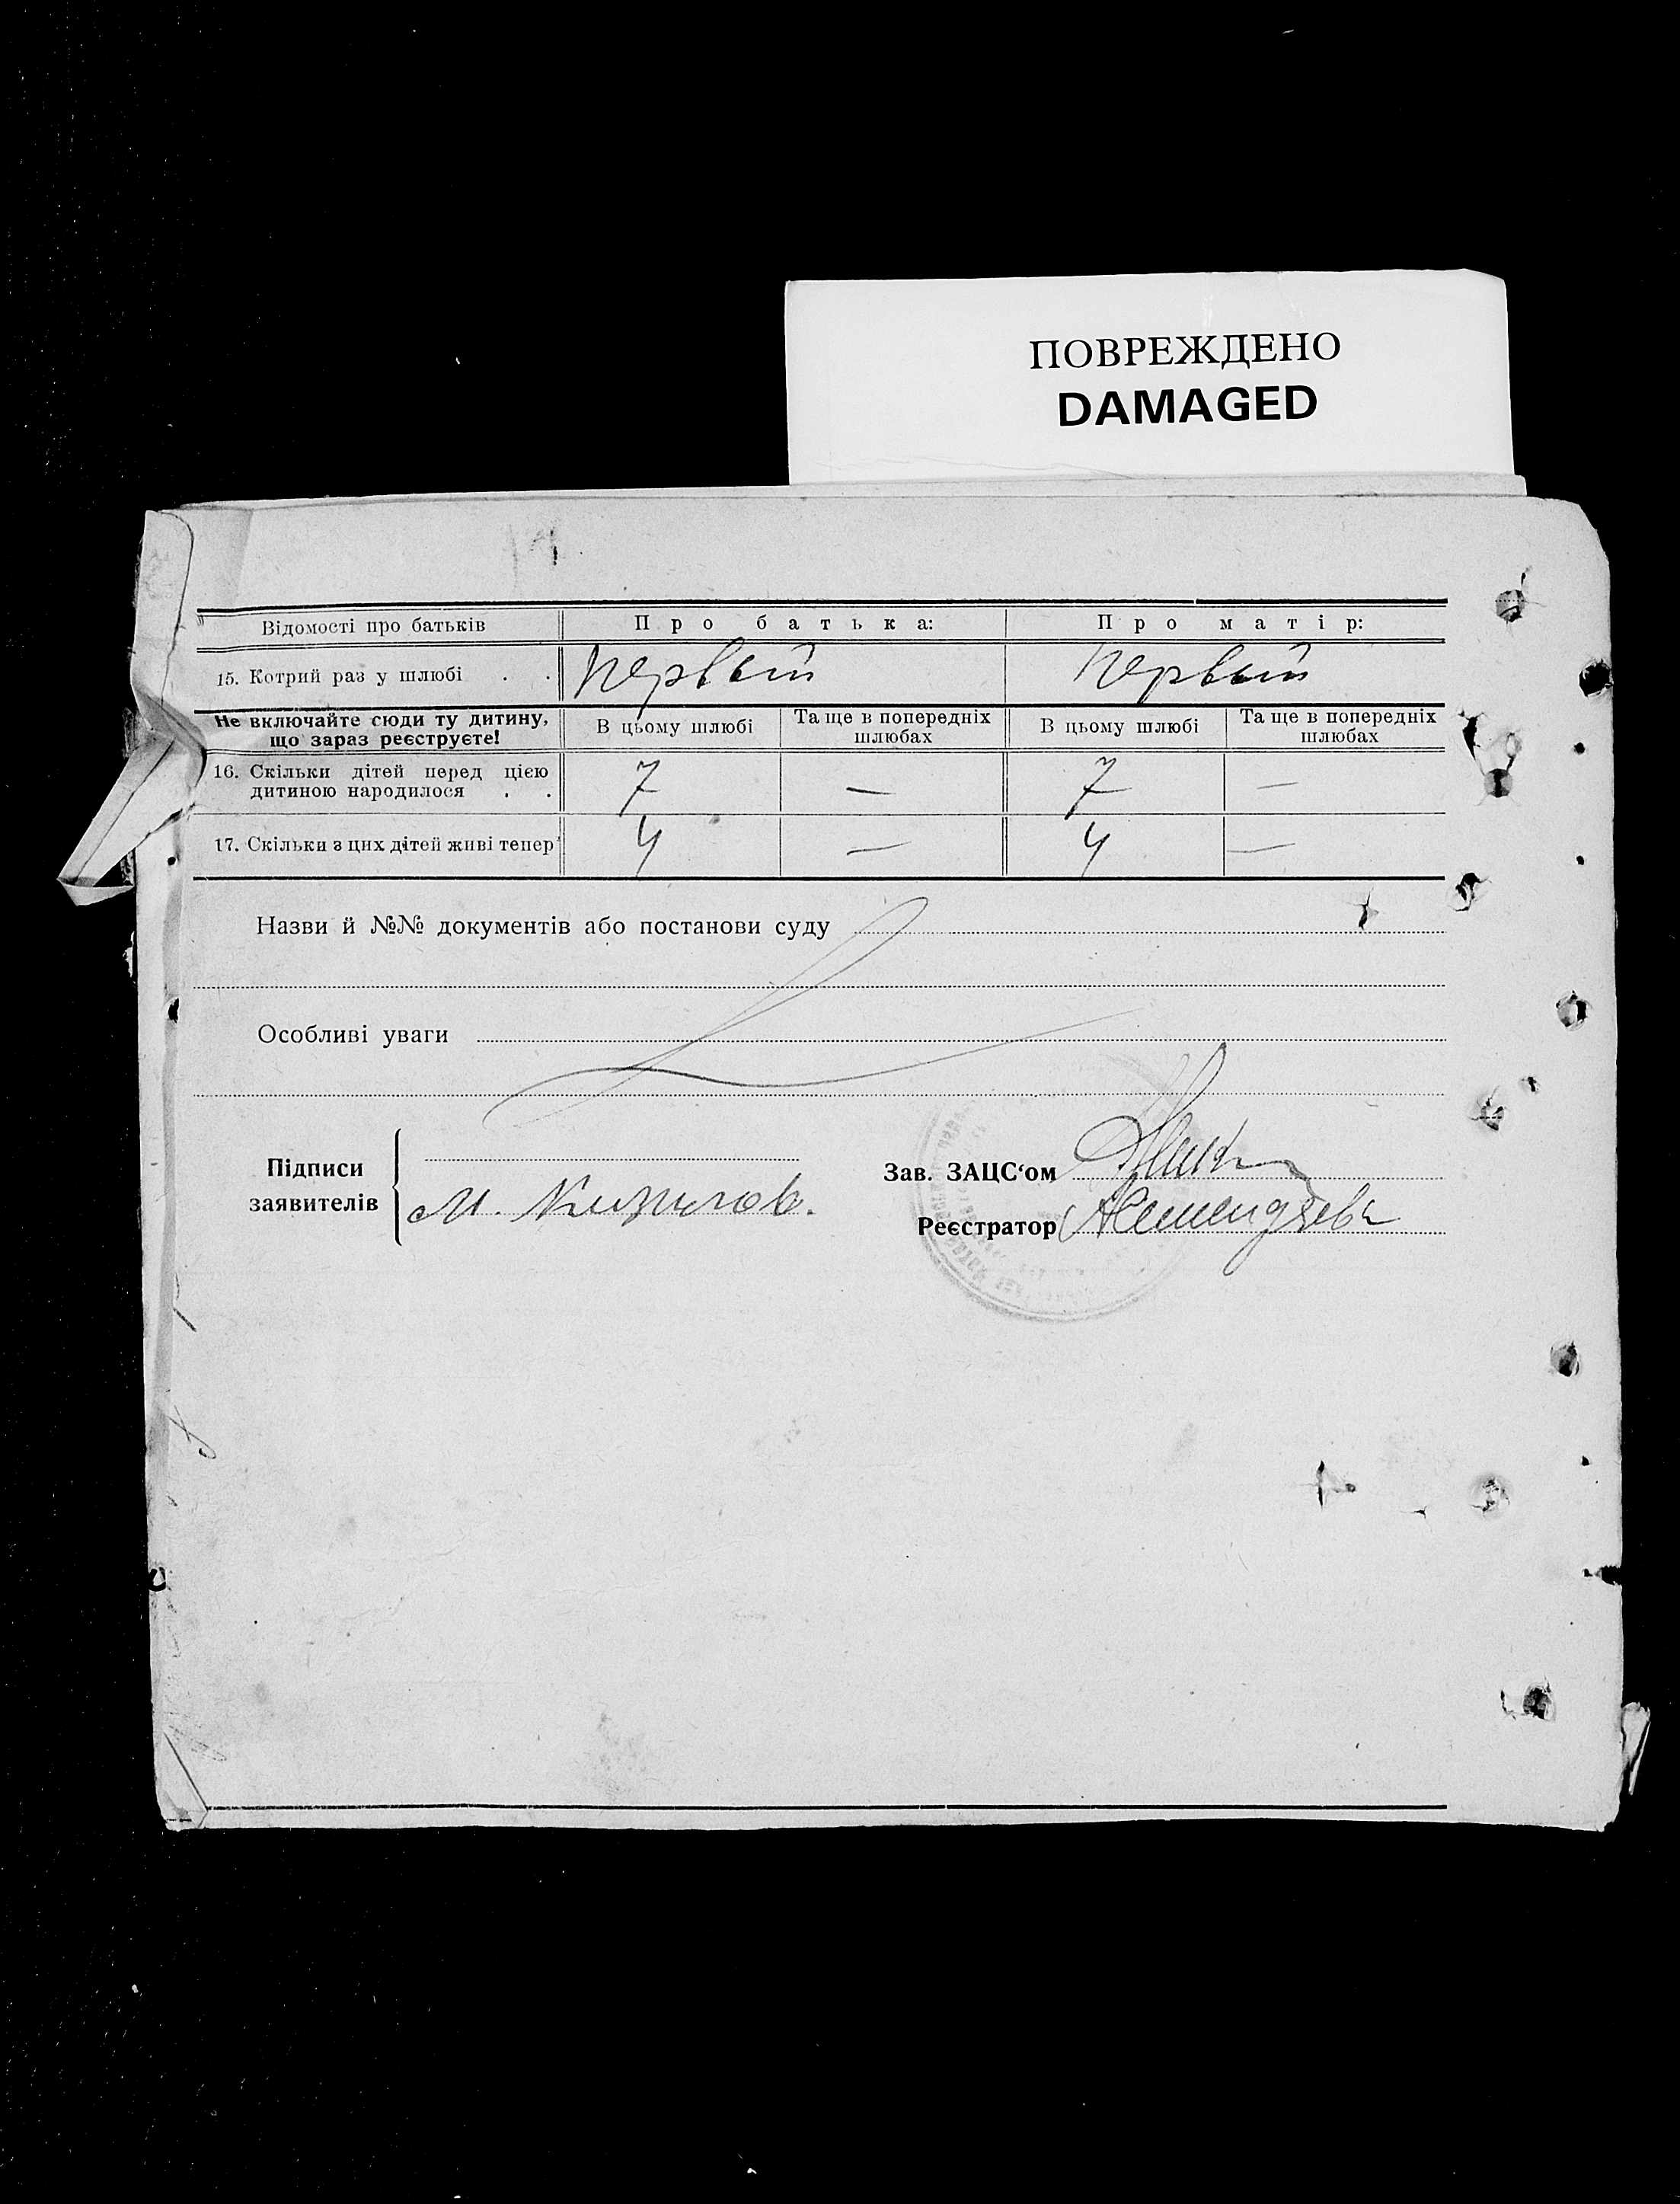 ПОВРЕЖДЕНО
DAMAGED
Відомості про батьків
Про батька:
Про матір:
15. Котрий раз у шлюбі . .
первый
первый
Не включайте сюди ту дитину,
що зараз реєструєте!
В цьому шлюбі
Та ще в попередніх
шлюбах
В цьому шлюбі
Та ще в попередніх
шлюбах
16. Скільки дітей перед цією
дитиною народилося . .
7
—
7
—
17. Скільки з цих дітей живі тепер
4
—
4
—
Назви й №№ документів або постанови суду
Особливі уваги
Підписи
заявителів
М.
Зав. ЗАЦС‘ом
Реєстратор